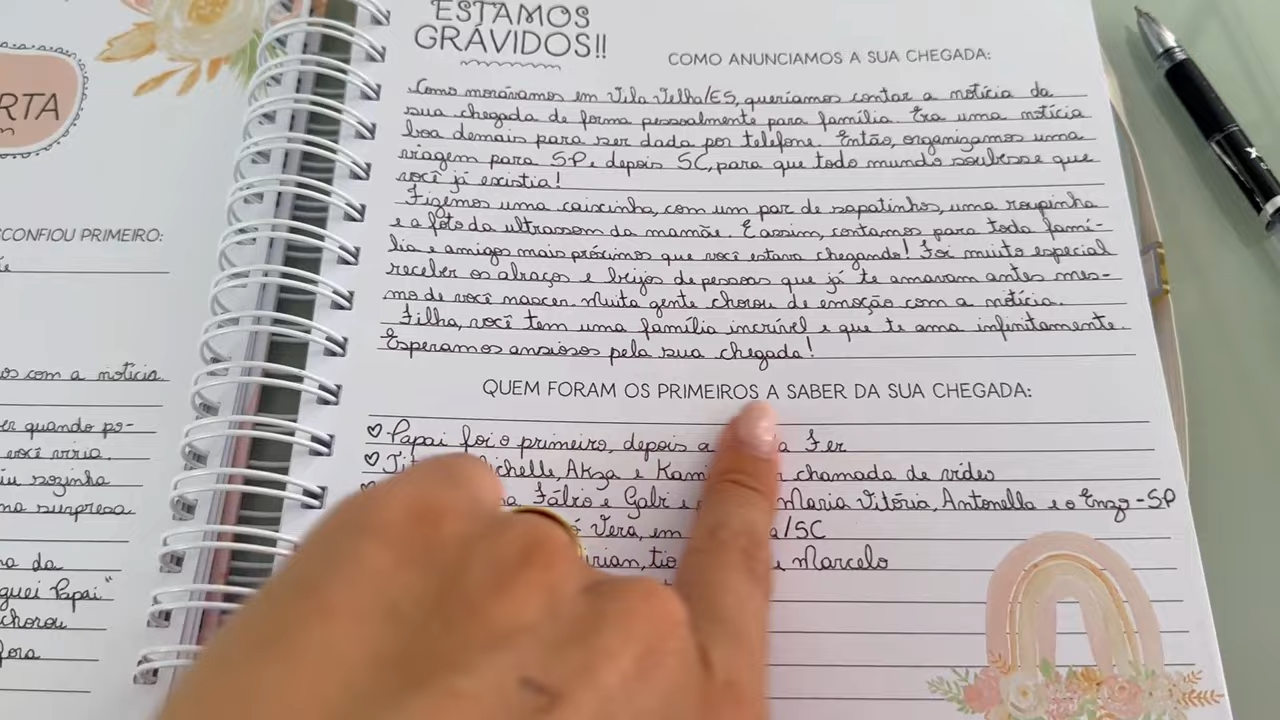 RTA
CONFIOU PRIMEIRO:
os com a notícia.
er quando po-
você viria.
iu sozinha
ma surpresa
a da
guei Papai"
chorou
fora
ESTAMOS
GRÁVIDOS!!
COMO ANUNCIAMOS A SUA CHEGADA:
Como morávamos em Vila Velha/ES, queríamos contar a notícia da
sua chegada de forma pessoalmente para família. Era uma notícia
boa demais para ser dada por telefone. Então, organizamos uma
viagem para SP e depois SC, para que todo mundo soubesse que
você já existia!
Fizemos uma caixinha, com um par de sapatinhos, uma roupinha
e a foto da ultrassom da mamãe. E assim, contamos para toda famí-
lia e amigos mais próximos que você estava chegando! Foi muito especial
receber os abraços e beijos de pessoas que já te amavam antes mes-
mo de você nascer. Muita gente chorou de emoção com a notícia.
Filha, você tem uma família incrível e que te ama infinitamente.
Esperamos ansiosos pela sua chegada!
QUEM FORAM OS PRIMEIROS A SABER DA SUA CHEGADA:
Papai foi o primeiro, depois a Fer
Michelle, Akza e chamada de vídeo
e Gabi e Maria Vitória, Antonella e o Enzo - SP
Vera, em /SC
e Marcelo